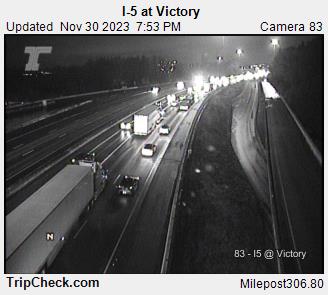 I-5 at Victory
Updated Nov 30 2023 7:53 PM Camera 83
T
N
83 - I5 @ Victory
TripCheck.com Milepost306.80